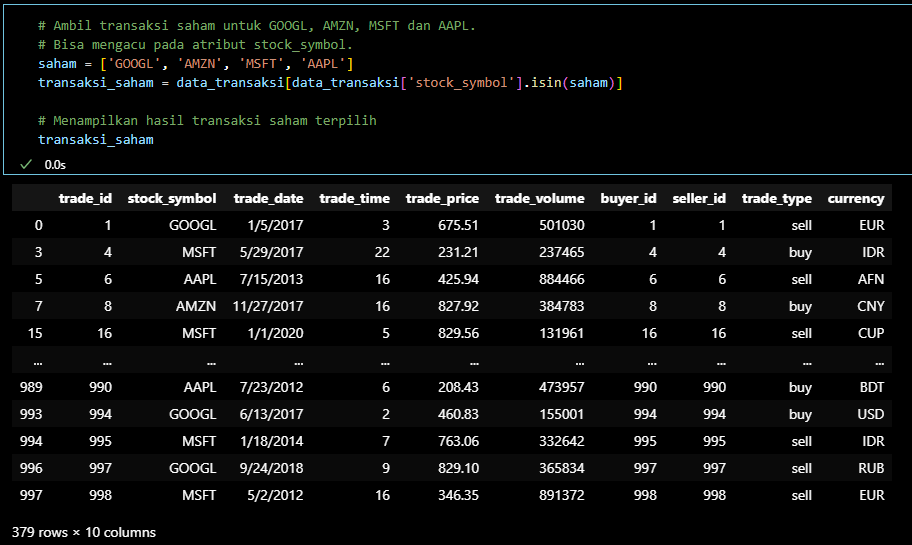 # Ambil transaksi saham untuk GOOGL, AMZN, MSFT dan AAPL.
# Bisa mengacu pada atribut stock_symbol.
saham = ['GOOGL', 'AMZN', 'MSFT', 'AAPL']
transaksi_saham = data_transaksi[data_transaksi['stock_symbol'].isin(saham)]
# Menampilkan hasil transaksi saham terpilih
transaksi_saham
✓ 0.0s
trade_id stock_symbol trade_date trade_time trade_price trade_volume buyer_id seller_id trade_type currency
0 1 GOOGL 1/5/2017 3 675.51 501030 1 1 sell EUR
3 4 MSFT 5/29/2017 22 231.21 237465 4 4 buy IDR
5 6 AAPL 7/15/2013 16 425.94 884466 6 6 sell AFN
7 8 AMZN 11/27/2017 16 827.92 384783 8 8 buy CNY
15 16 MSFT 1/1/2020 5 829.56 131961 16 16 sell CUP
... ... ... ... ... ... ... ... ... ... ...
989 990 AAPL 7/23/2012 6 208.43 473957 990 990 buy BDT
993 994 GOOGL 6/13/2017 2 460.83 155001 994 994 buy USD
994 995 MSFT 1/18/2014 7 763.06 332642 995 995 sell IDR
996 997 GOOGL 9/24/2018 9 829.10 365834 997 997 sell RUB
997 998 MSFT 5/2/2012 16 346.35 891372 998 998 sell EUR
379 rows × 10 columns